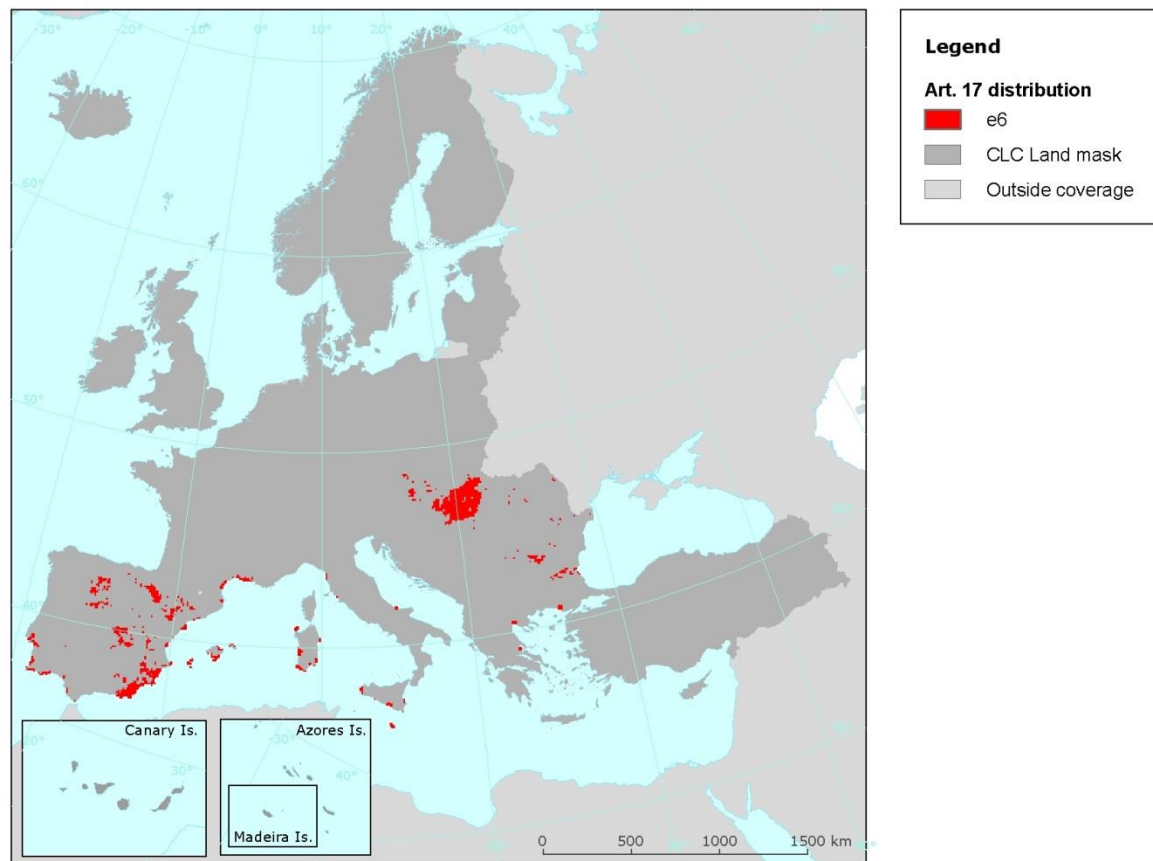 -30°
-20°
-10°
0°
10°
20°
30°
60°
50°
40°
Canary Is.
Azores Is.
-20°
30°
-30°
40°
Madeira Is.
0 500 1000 1500 km
Legend
Art. 17 distribution
e6
CLC Land mask
Outside coverage